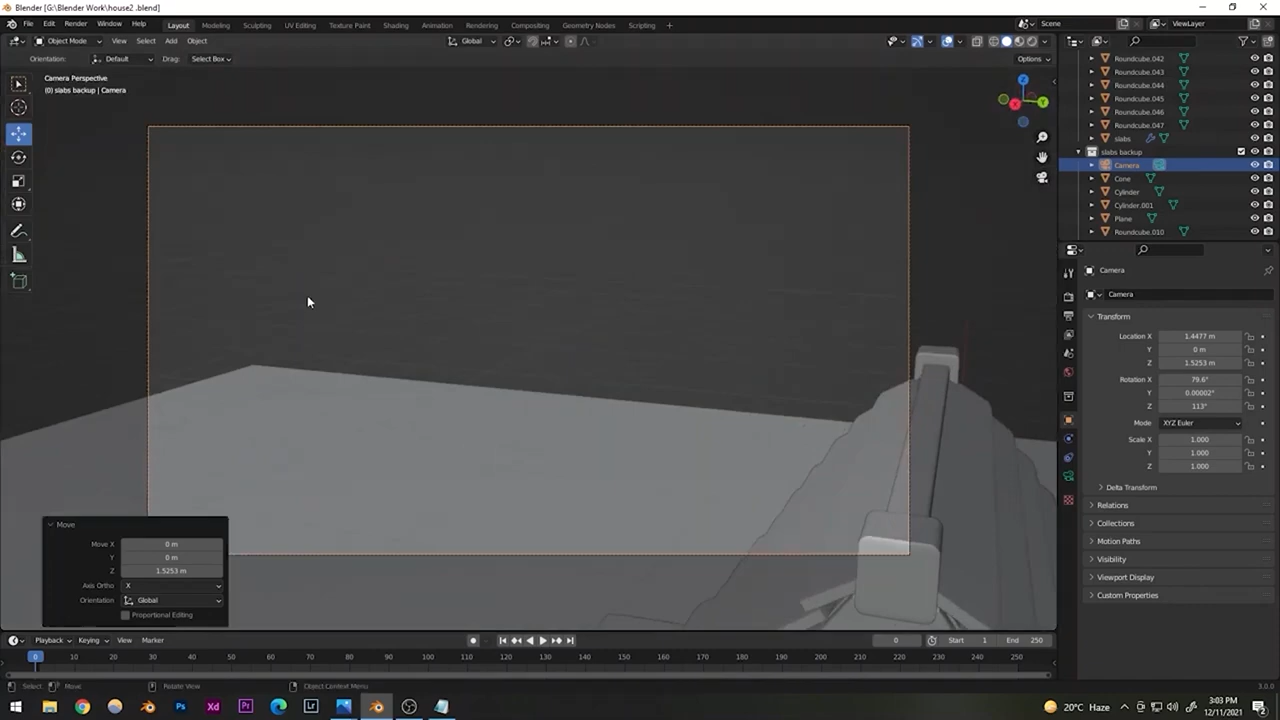 Blender [G:\Blender Work\house2 .blend]
File Edit Render Window Help Layout Modeling Sculpting UV Editing Texture Paint Shading Animation Rendering Compositing Geometry Nodes Scripting + Scene ViewLayer
Object Mode View Select Add Object Global
Orientation: Default Drag: Select Box Options
Camera Perspective
(0) slabs backup | Camera
Roundcube.042
Roundcube.043
Roundcube.044
Roundcube.045
Roundcube.046
Roundcube.047
slabs
slabs backup
Camera
Cone
Cylinder
Cylinder.001
Plane
Roundcube.010
Camera
Camera
Transform
Location X 1.4477 m
Y 0 m
Z 1.5253 m
Rotation X 79.6°
Y 0.00002°
Z 113°
Mode XYZ Euler
Scale X 1.000
Y 1.000
Z 1.000
Delta Transform
Relations
Collections
Motion Paths
Visibility
Viewport Display
Custom Properties
Move
Move X 0 m
Y 0 m
Z 1.5253 m
Axis Ortho X
Orientation Global
Proportional Editing
Playback Keying View Marker 0 Start 1 End 250
0 10 20 30 40 50 60 70 80 90 100 110 120 130 140 150 160 170 180 190 200 210 220 230 240 250
Select Move Rotate View Object Context Menu 3.0.0
Ps Xd Pr Lr 20°C Haze 3:03 PM
12/11/2021 2